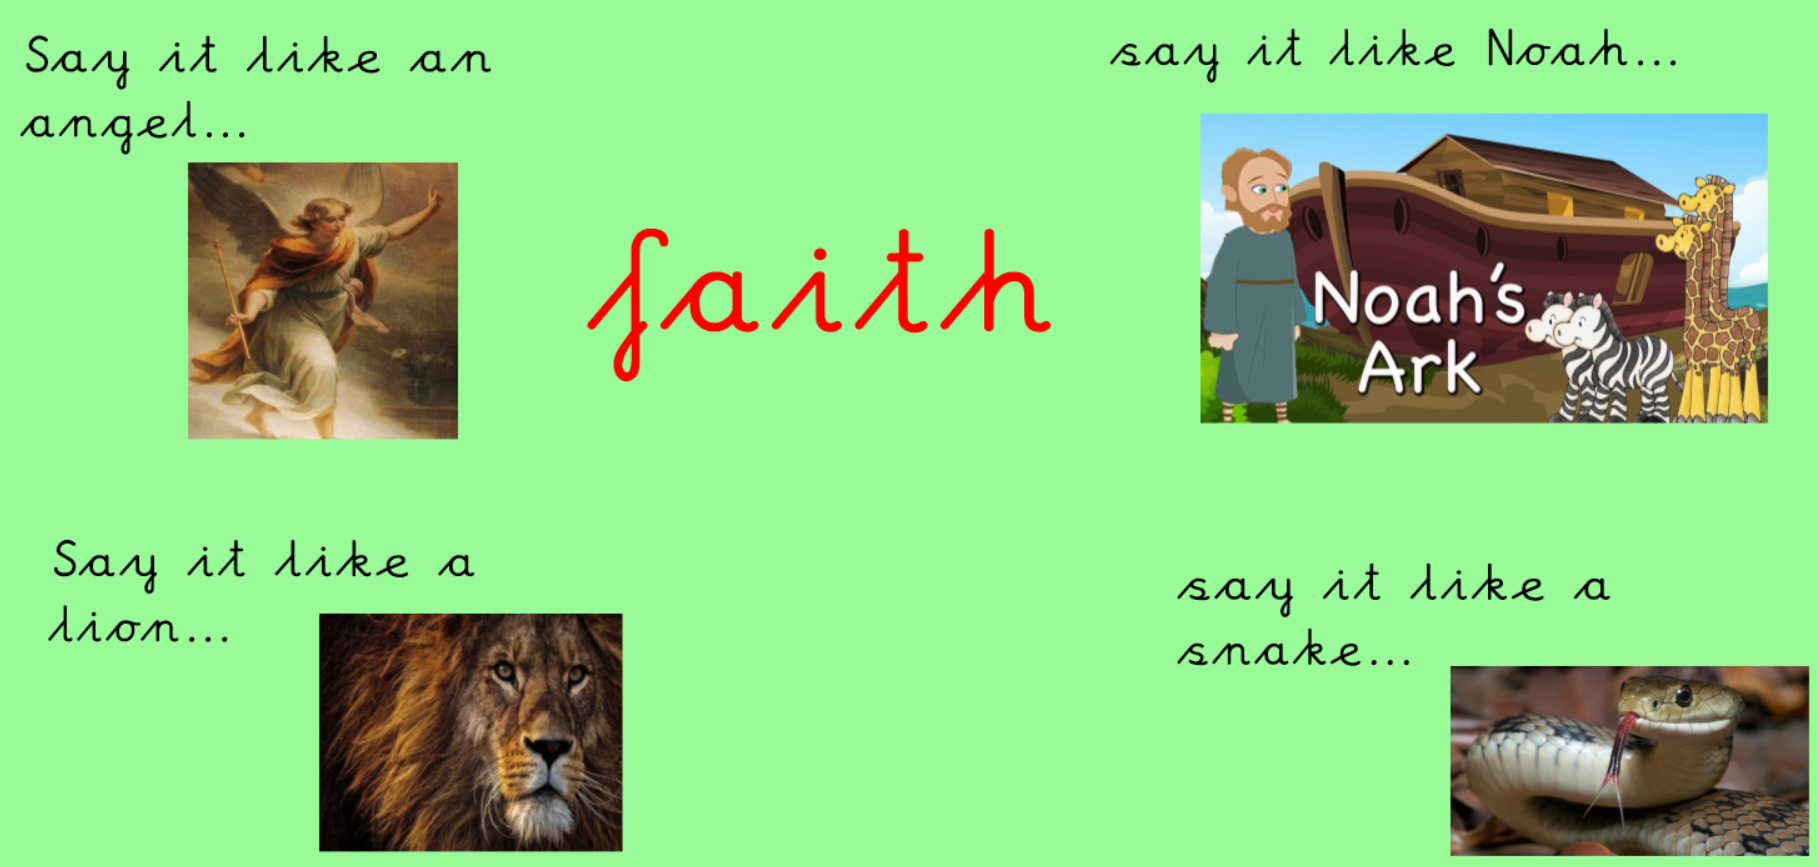 Say it like an
angel...
say it like Noah...
faith
Noah's
Ark
Say it like a
lion...
say it like a
snake...